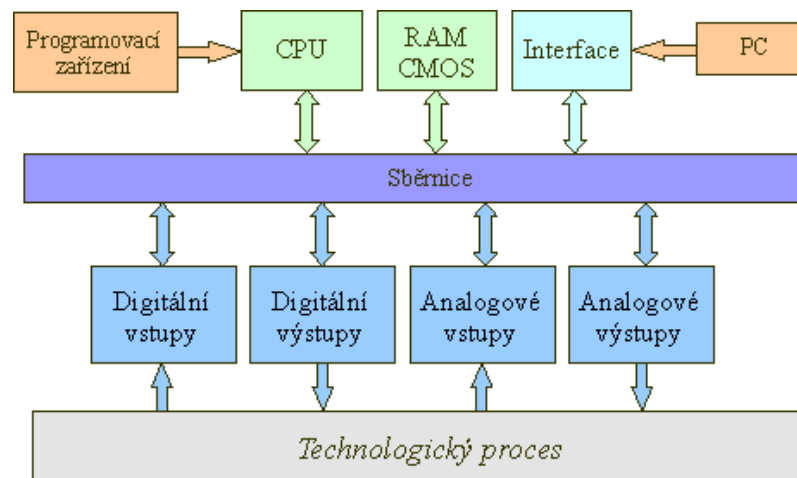 Programovací
zařízení
CPU
RAM
CMOS
Interface
PC
Sběrnice
Digitální
vstupy
Digitální
výstupy
Analogové
vstupy
Analogové
výstupy
Technologický proces